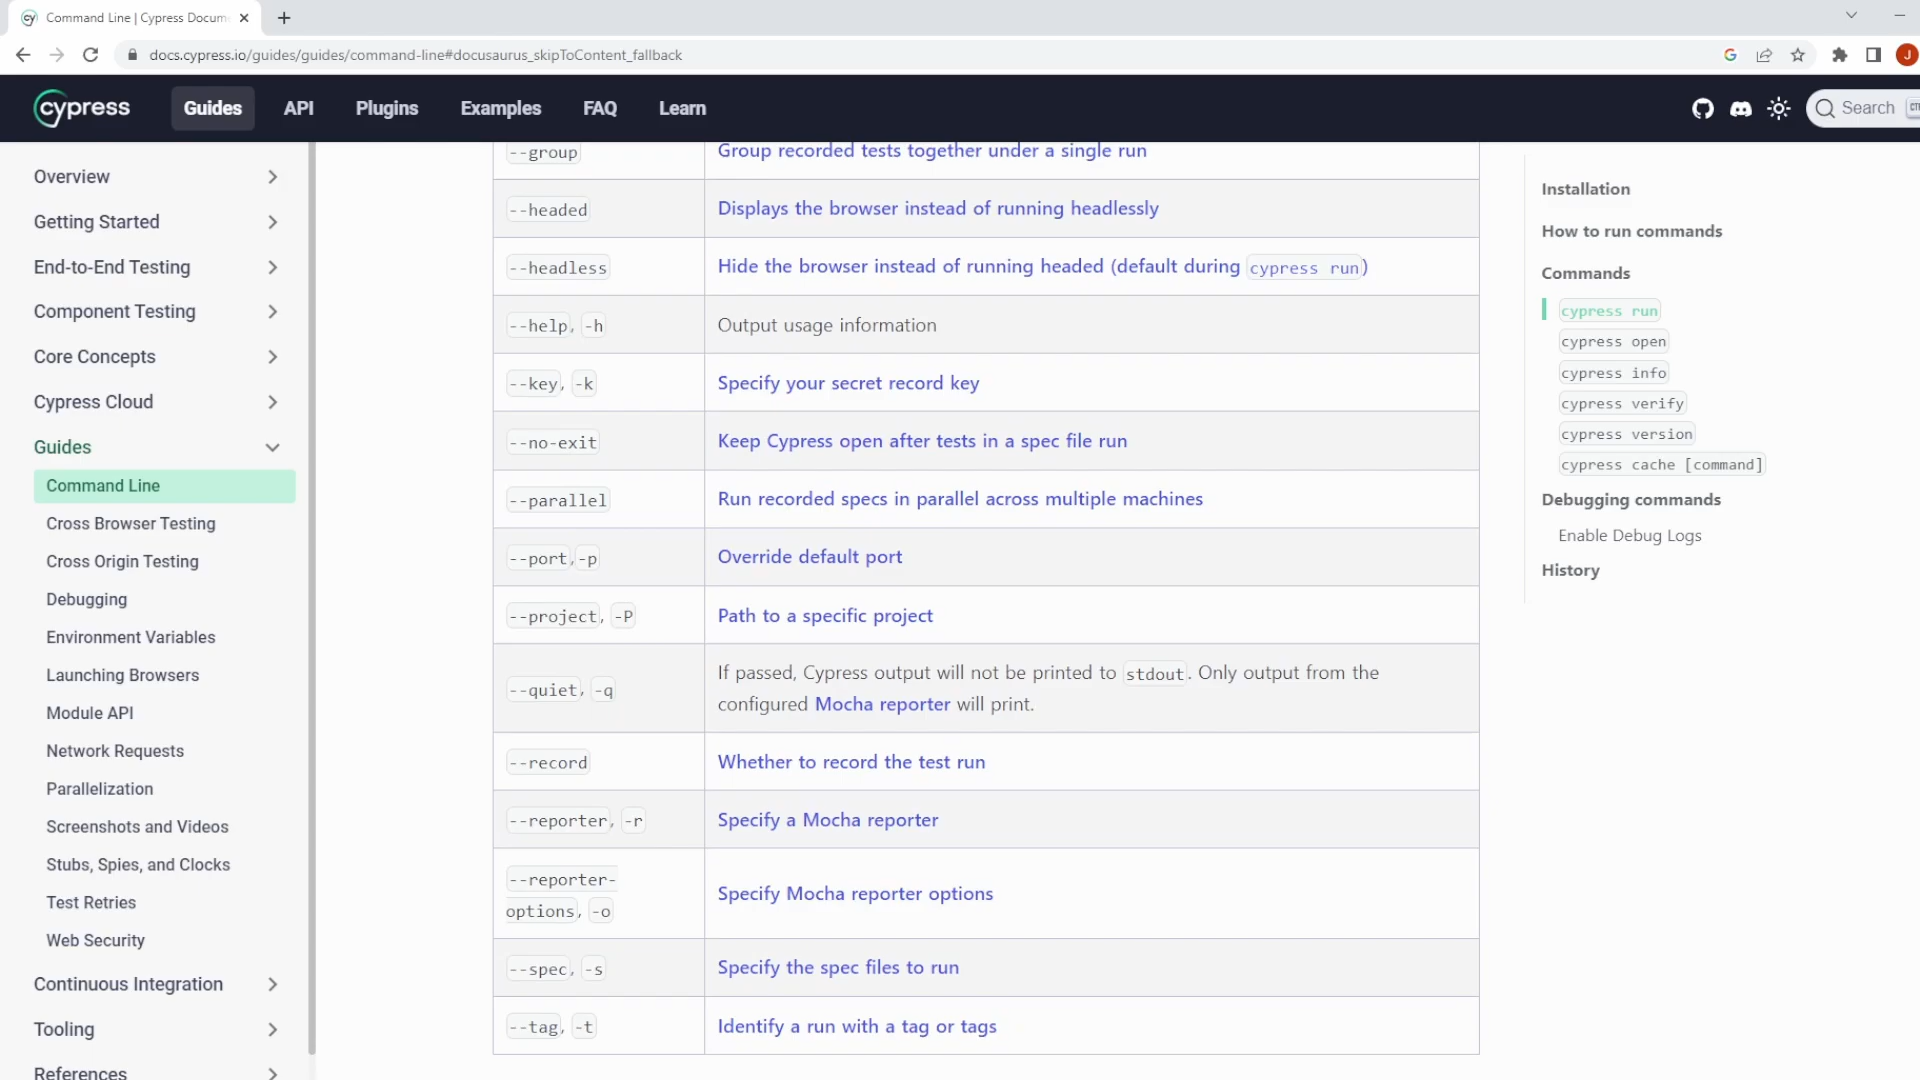 Command Line | Cypress Docum
docs.cypress.io/guides/guides/command-line#docusaurus_skipToContent_fallback
G
J
cy
cypress
Guides
API
Plugins
Examples
FAQ
Learn
Search
Overview
Getting Started
End-to-End Testing
Component Testing
Core Concepts
Cypress Cloud
Guides
Command Line
Cross Browser Testing
Cross Origin Testing
Debugging
Environment Variables
Launching Browsers
Module API
Network Requests
Parallelization
Screenshots and Videos
Stubs, Spies, and Clocks
Test Retries
Web Security
Continuous Integration
Tooling
References
--group
Group recorded tests together under a single run
--headed
Displays the browser instead of running headlessly
--headless
Hide the browser instead of running headed (default during cypress run)
--help, -h
Output usage information
--key, -k
Specify your secret record key
--no-exit
Keep Cypress open after tests in a spec file run
--parallel
Run recorded specs in parallel across multiple machines
--port,-p
Override default port
--project, -P
Path to a specific project
--quiet, -q
If passed, Cypress output will not be printed to stdout. Only output from the
configured Mocha reporter will print.
--record
Whether to record the test run
--reporter, -r
Specify a Mocha reporter
--reporter-
options, -o
Specify Mocha reporter options
--spec, -s
Specify the spec files to run
--tag, -t
Identify a run with a tag or tags
Installation
How to run commands
Commands
cypress run
cypress open
cypress info
cypress verify
cypress version
cypress cache [command]
Debugging commands
Enable Debug Logs
History